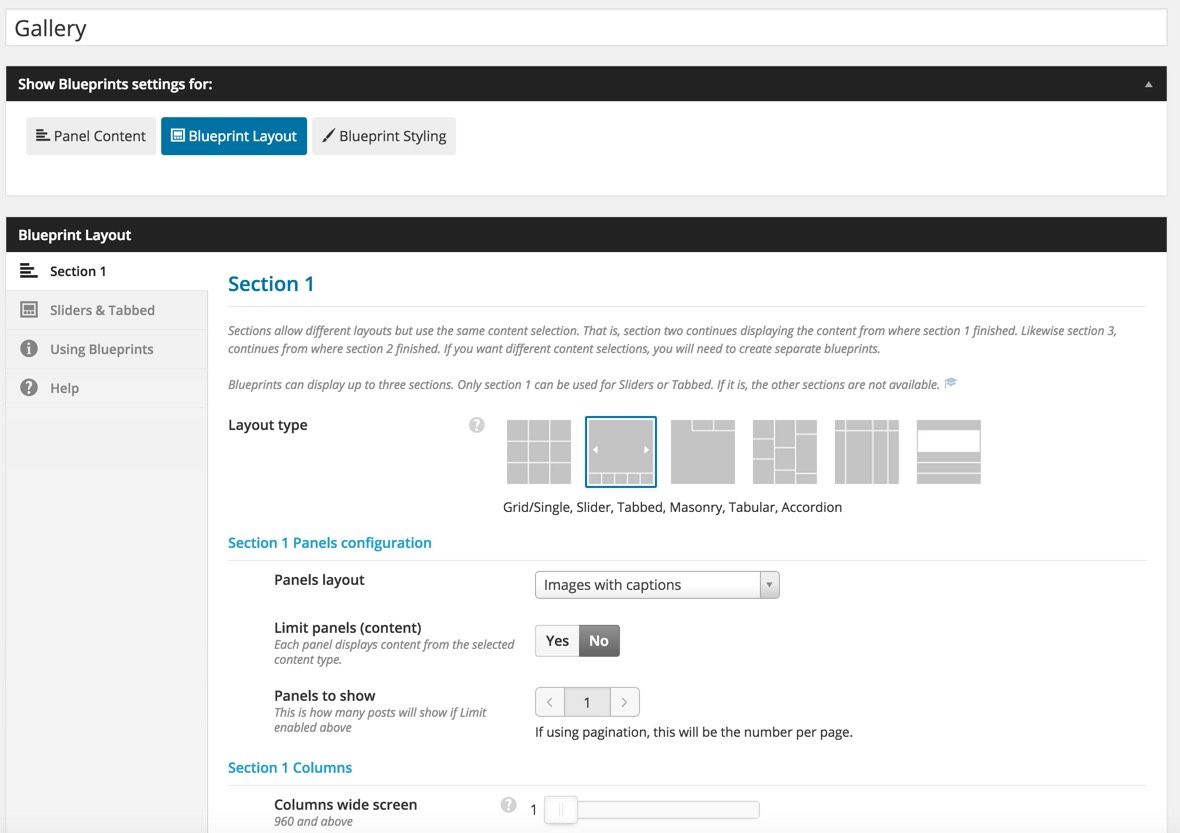 Gallery
Show Blueprints settings for:
Panel Content
Blueprint Layout
Blueprint Styling
Blueprint Layout
Section 1
Sliders & Tabbed
Using Blueprints
Help
Section 1
Sections allow different layouts but use the same content selection. That is, section two continues displaying the content from where section 1 finished. Likewise section 3,
continues from where section 2 finished. If you want different content selections, you will need to create separate blueprints.
Blueprints can display up to three sections. Only section 1 can be used for Sliders or Tabbed. If it is, the other sections are not available.
Layout type
Grid/Single, Slider, Tabbed, Masonry, Tabular, Accordion
Section 1 Panels configuration
Panels layout
Images with captions
Limit panels (content)
Each panel displays content from the selected
content type.
Yes
No
Panels to show
This is how many posts will show if Limit
enabled above
1
If using pagination, this will be the number per page.
Section 1 Columns
Columns wide screen
960 and above
1